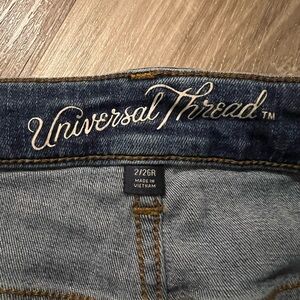 Universal Thread™
2/26R
MADE IN
VIETNAM